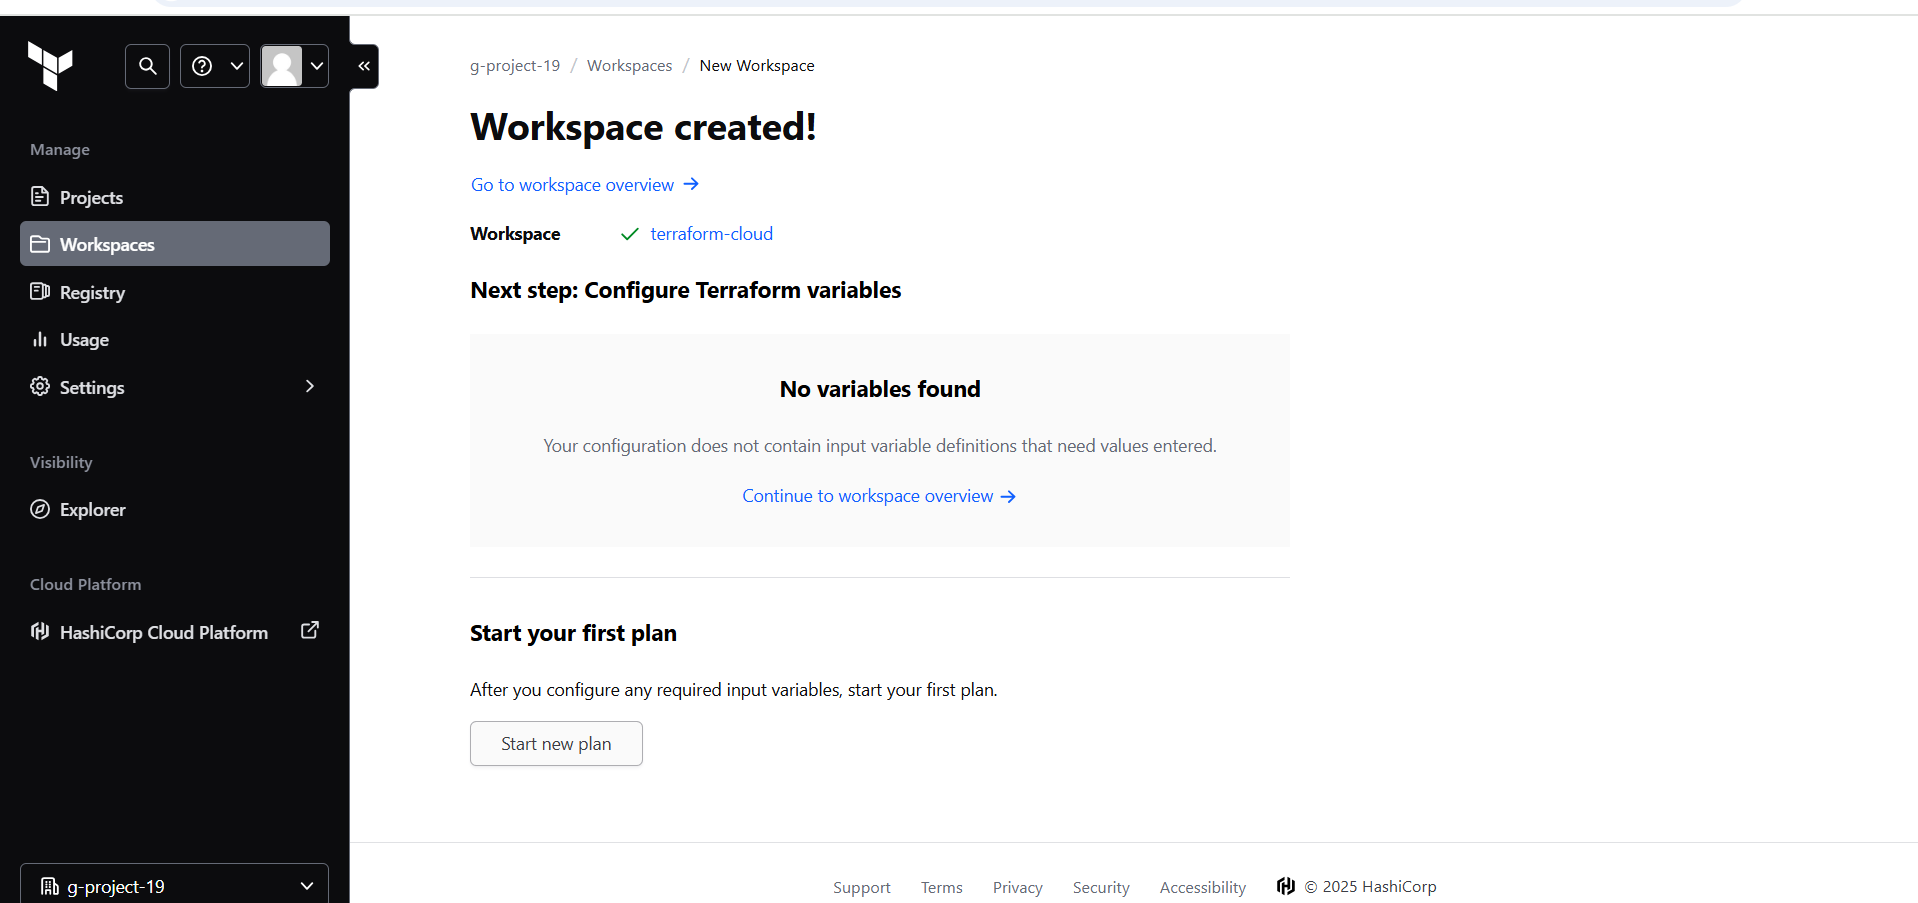 Manage
Projects
Workspaces
Registry
Usage
Settings
Visibility
Explorer
Cloud Platform
HashiCorp Cloud Platform
g-project-19
g-project-19 / Workspaces / New Workspace
Workspace created!
Go to workspace overview
Workspace terraform-cloud
Next step: Configure Terraform variables
No variables found
Your configuration does not contain input variable definitions that need values entered.
Continue to workspace overview
Start your first plan
After you configure any required input variables, start your first plan.
Start new plan
Support Terms Privacy Security Accessibility © 2025 HashiCorp